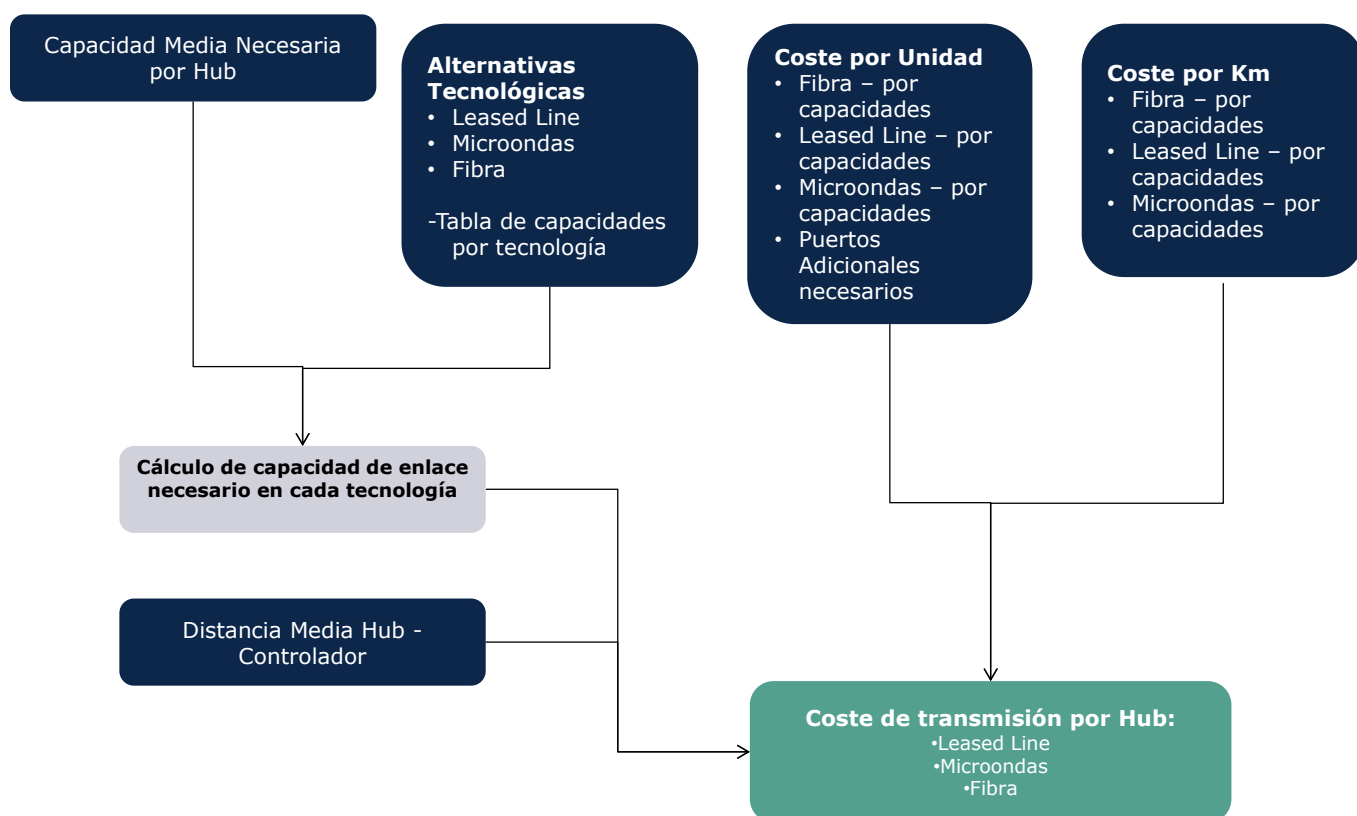 Capacidad Media Necesaria
por Hub
Alternativas
Tecnológicas
• Leased Line
• Microondas
• Fibra
-Tabla de capacidades
por tecnología
Coste por Unidad
• Fibra – por
capacidades
• Leased Line – por
capacidades
• Microondas – por
capacidades
• Puertos
Adicionales
necesarios
Coste por Km
• Fibra – por
capacidades
• Leased Line – por
capacidades
• Microondas – por
capacidades
Cálculo de capacidad de enlace
necesario en cada tecnología
Distancia Media Hub -
Controlador
Coste de transmisión por Hub:
•Leased Line
•Microondas
•Fibra